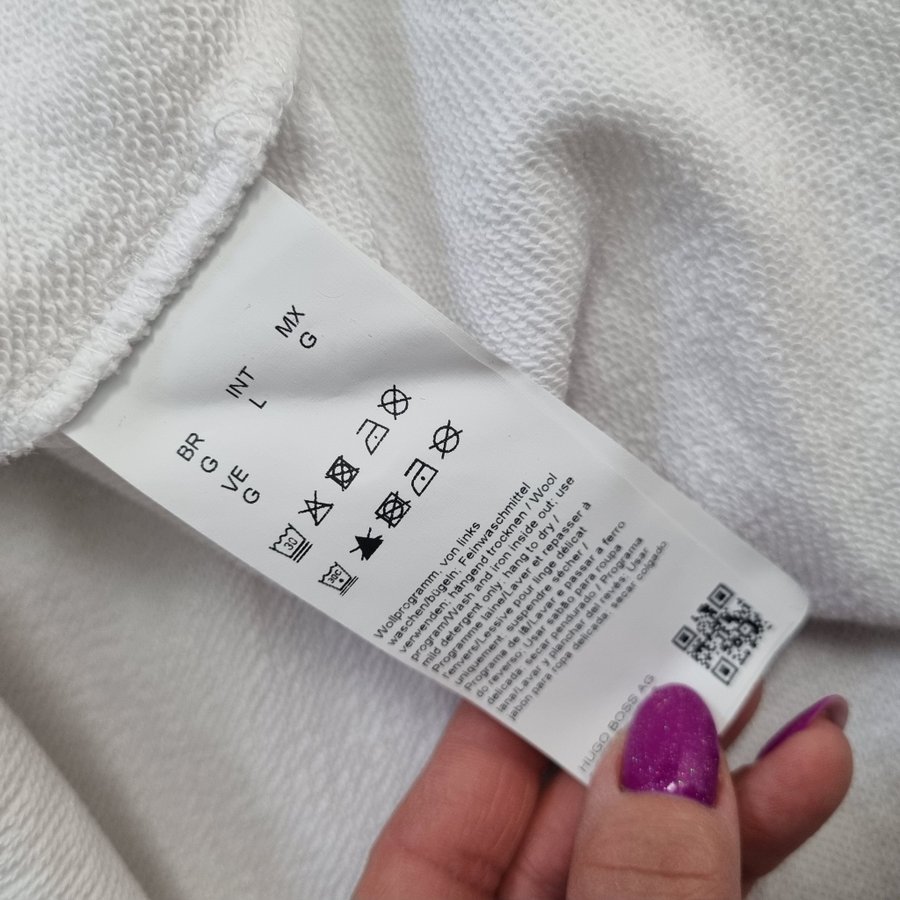 BR
G
INT
L
MX
G
VE
G
30
30C
Wollprogramm, von links
waschen/bügeln, Feinwaschmittel
verwenden; hängend trocknen / Wool
program/Wash and iron inside out; use
mild detergent only; hang to dry /
Programme laine/Laver et repasser à
l'envers/Lessive pour linge délicat
uniquement, suspendre sécher /
Programa de lã/Lavar e passar a ferro
do reverso. Usar sabão para roupa
delicada, secar pendurado / Programa
lana/Lavar y planchar del revés. Usar
jabón para ropa delicada; secar colgado.
HUGO BOSS AG